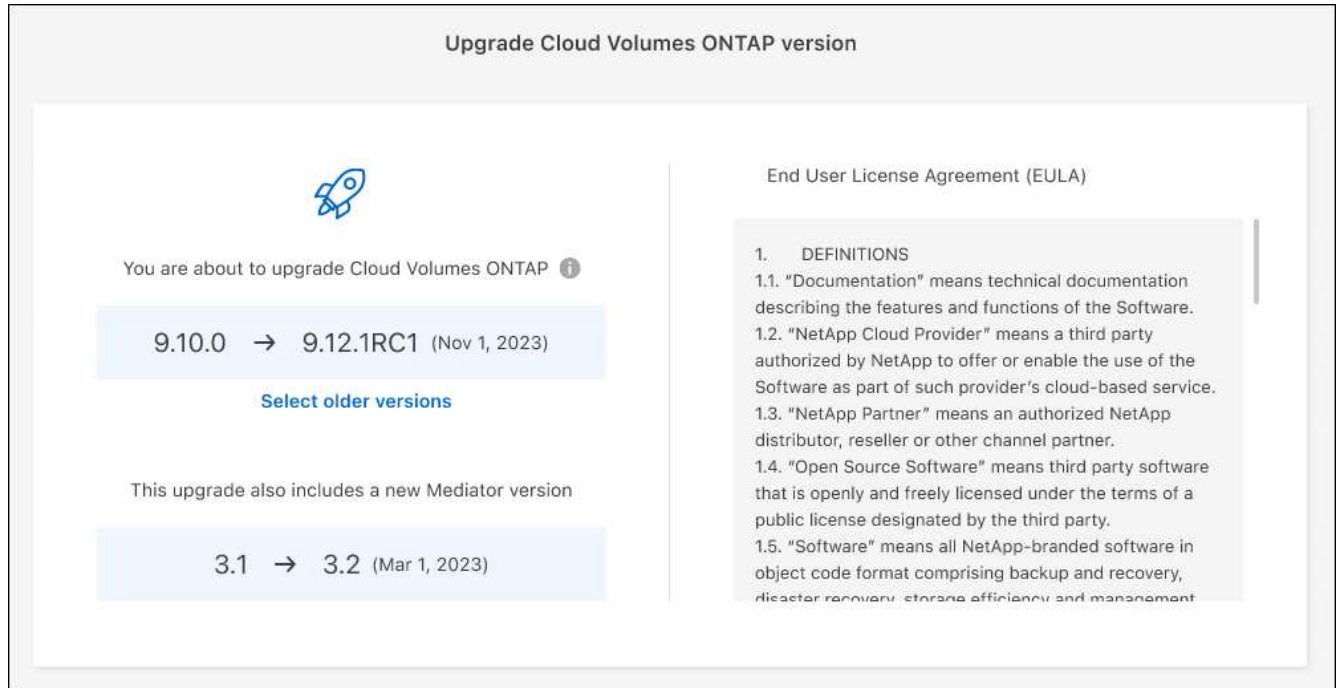 Upgrade Cloud Volumes ONTAP version
You are about to upgrade Cloud Volumes ONTAP
9.10.0 → 9.12.1RC1 (Nov 1, 2023)
Select older versions
This upgrade also includes a new Mediator version
3.1 → 3.2 (Mar 1, 2023)
End User License Agreement (EULA)
1. DEFINITIONS
1.1. “Documentation” means technical documentation
describing the features and functions of the Software.
1.2. “NetApp Cloud Provider” means a third party
authorized by NetApp to offer or enable the use of the
Software as part of such provider’s cloud-based service.
1.3. “NetApp Partner” means an authorized NetApp
distributor, reseller or other channel partner.
1.4. “Open Source Software” means third party software
that is openly and freely licensed under the terms of a
public license designated by the third party.
1.5. “Software” means all NetApp-branded software in
object code format comprising backup and recovery,
disaster recovery, storage efficiency and management